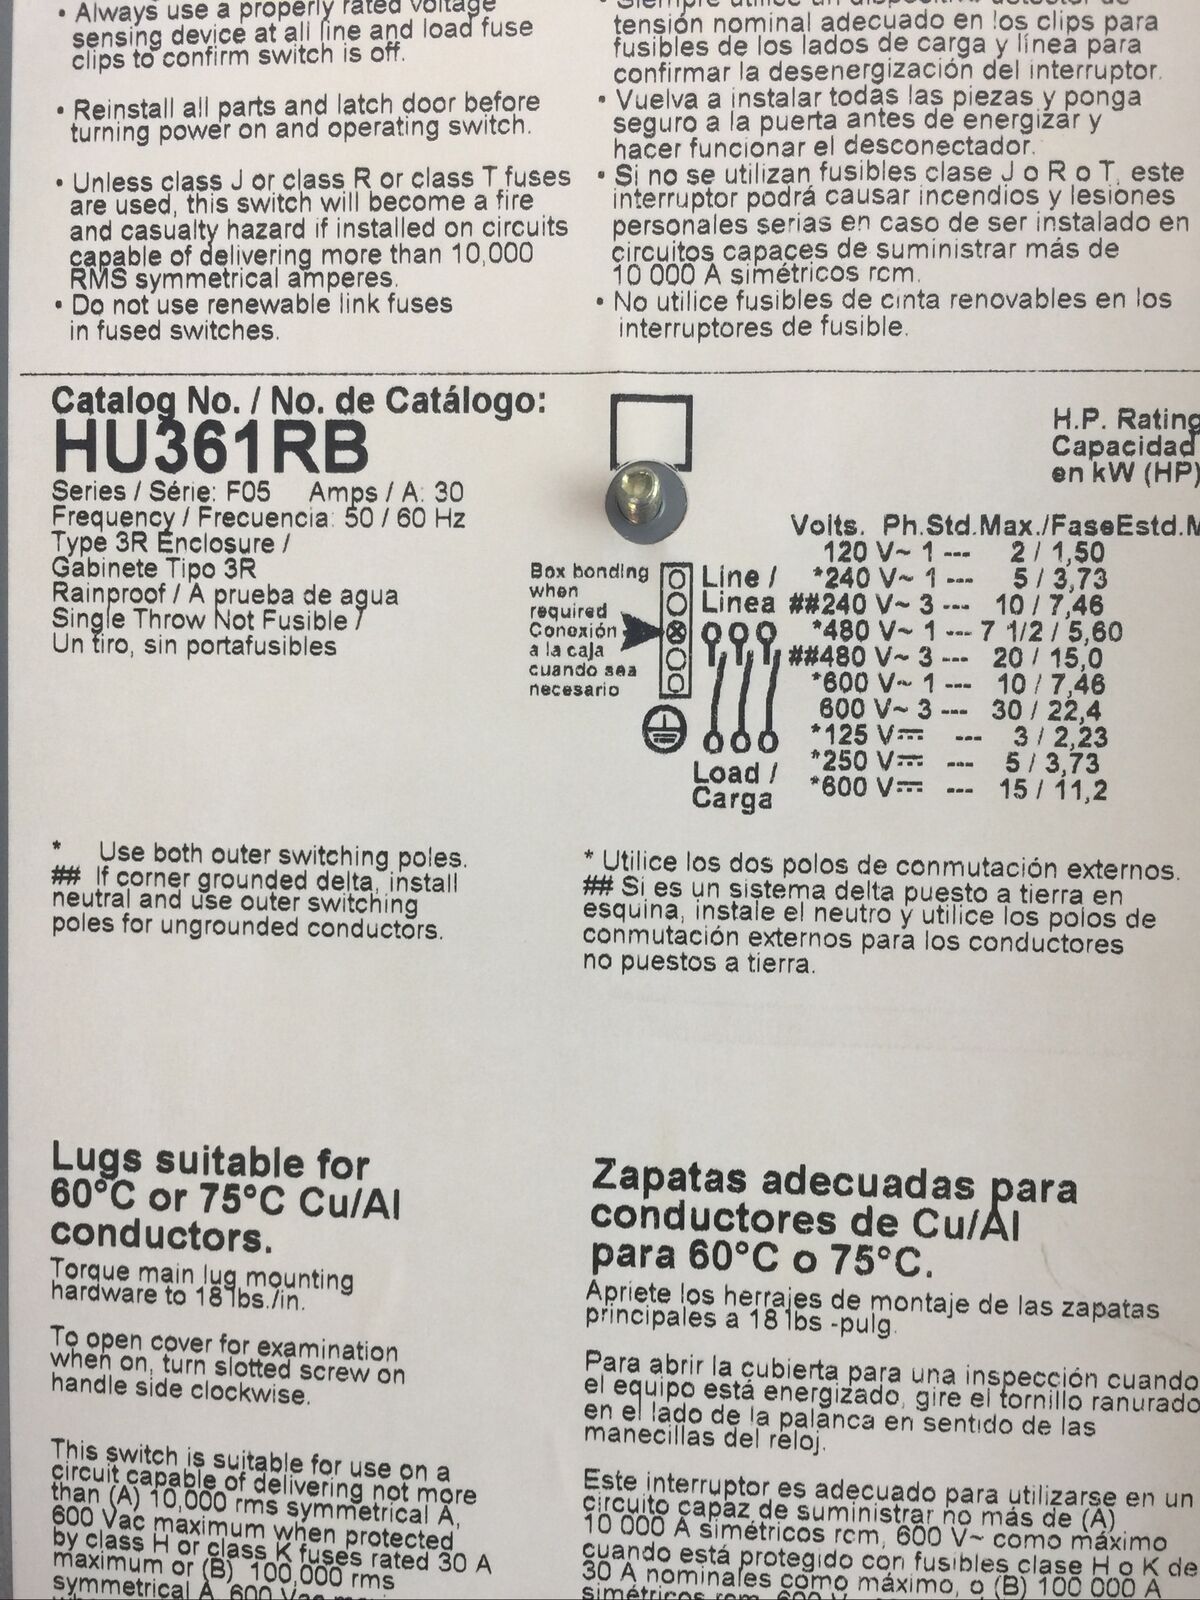 • Always use a properly rated voltage
sensing device at all line and load fuse
clips to confirm switch is off.
• Reinstall all parts and latch door before
turning power on and operating switch.
• Unless class J or class R or class T fuses
are used, this switch will become a fire
and casualty hazard if installed on circuits
capable of delivering more than 10,000
RMS symmetrical amperes.
• Do not use renewable link fuses
in fused switches.
• Siempre utilice un dispositivo detector de
tensión nominal adecuado en los clips para
fusibles de los lados de carga y línea para
confirmar la desenergización del interruptor.
• Vuelva a instalar todas las piezas y ponga
seguro a la puerta antes de energizar y
hacer funcionar el desconectador.
• Si no se utilizan fusibles clase J o R o T, este
interruptor podrá causar incendios y lesiones
personales serias en caso de ser instalado en
circuitos capaces de suministrar más de
10 000 A simétricos rcm.
• No utilice fusibles de cinta renovables en los
interruptores de fusible.
Catalog No. / No. de Catálogo:
HU361RB
Series / Série: F05 Amps / A: 30
Frequency / Frecuencia: 50 / 60 Hz
Type 3R Enclosure /
Gabinete Tipo 3R
Rainproof / A prueba de agua
Single Throw Not Fusible /
Un tiro, sin portafusibles
Box bonding
when
required
Conexión
a la caja
cuando sea
necesario
Line /
Linea
Load /
Carga
H.P. Rating
Capacidad
en kW (HP)
Volts. Ph.Std.Max./FaseEstd.M
120 V~ 1 --- 2 / 1,50
*240 V~ 1 --- 5 / 3,73
##240 V~ 3 --- 10 / 7,46
*480 V~ 1 --- 7 1/2 / 5,60
##480 V~ 3 --- 20 / 15,0
*600 V~ 1 --- 10 / 7,46
600 V~ 3 --- 30 / 22,4
*125 V⎓ --- 3 / 2,23
*250 V⎓ --- 5 / 3,73
*600 V⎓ --- 15 / 11,2
* Use both outer switching poles.
## If corner grounded delta, install
neutral and use outer switching
poles for ungrounded conductors.
* Utilice los dos polos de conmutación externos.
## Si es un sistema delta puesto a tierra en
esquina, instale el neutro y utilice los polos de
conmutación externos para los conductores
no puestos a tierra.
Lugs suitable for
60°C or 75°C Cu/Al
conductors.
Torque main lug mounting
hardware to 18 lbs./in.
To open cover for examination
when on, turn slotted screw on
handle side clockwise.
This switch is suitable for use on a
circuit capable of delivering not more
than (A) 10,000 rms symmetrical A,
600 Vac maximum when protected
by class H or class K fuses rated 30 A
maximum or (B) 100,000 rms
symmetrical A, 600 Vac
Zapatas adecuadas para
conductores de Cu/Al
para 60°C o 75°C.
Apriete los herrajes de montaje de las zapatas
principales a 18 lbs -pulg.
Para abrir la cubierta para una inspección cuando
el equipo está energizado, gire el tornillo ranurado
en el lado de la palanca en sentido de las
manecillas del reloj.
Este interruptor es adecuado para utilizarse en un
circuito capaz de suministrar no más de (A)
10 000 A simétricos rcm, 600 V~ como máximo
cuando está protegido con fusibles clase H o K de
30 A nominales como máximo, o (B) 100 000 A
simétricos rcm, 600 V~